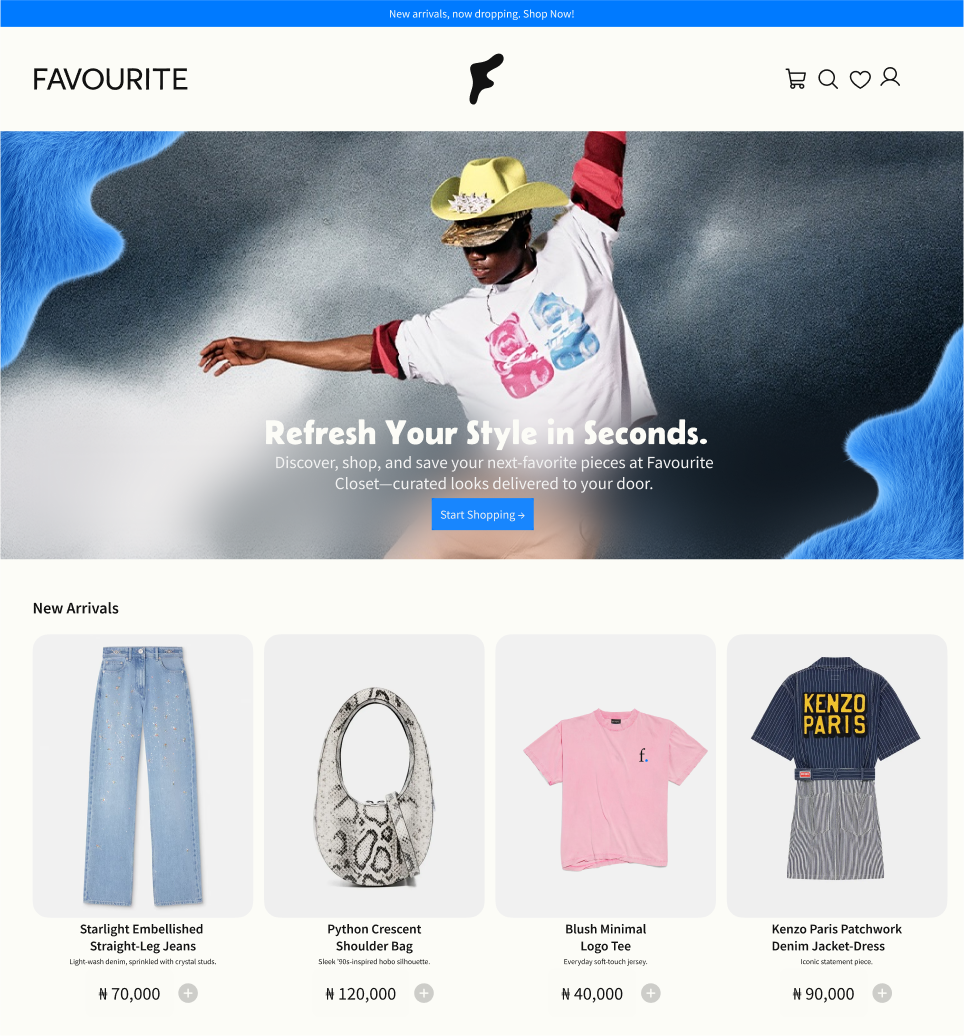 New arrivals, now dropping. Shop Now!
FAVOURITE
Refresh Your Style in Seconds.
Discover, shop, and save your next-favorite pieces at Favourite
Closet—curated looks delivered to your door.
Start Shopping →
New Arrivals
f.
KENZO
PARIS
Starlight Embellished
Straight-Leg Jeans
Light-wash denim, sprinkled with crystal studs.
₦ 70,000
Python Crescent
Shoulder Bag
Sleek '90s-inspired hobo silhouette.
₦ 120,000
Blush Minimal
Logo Tee
Everyday soft-touch jersey.
₦ 40,000
Kenzo Paris Patchwork
Denim Jacket-Dress
Iconic statement piece.
₦ 90,000